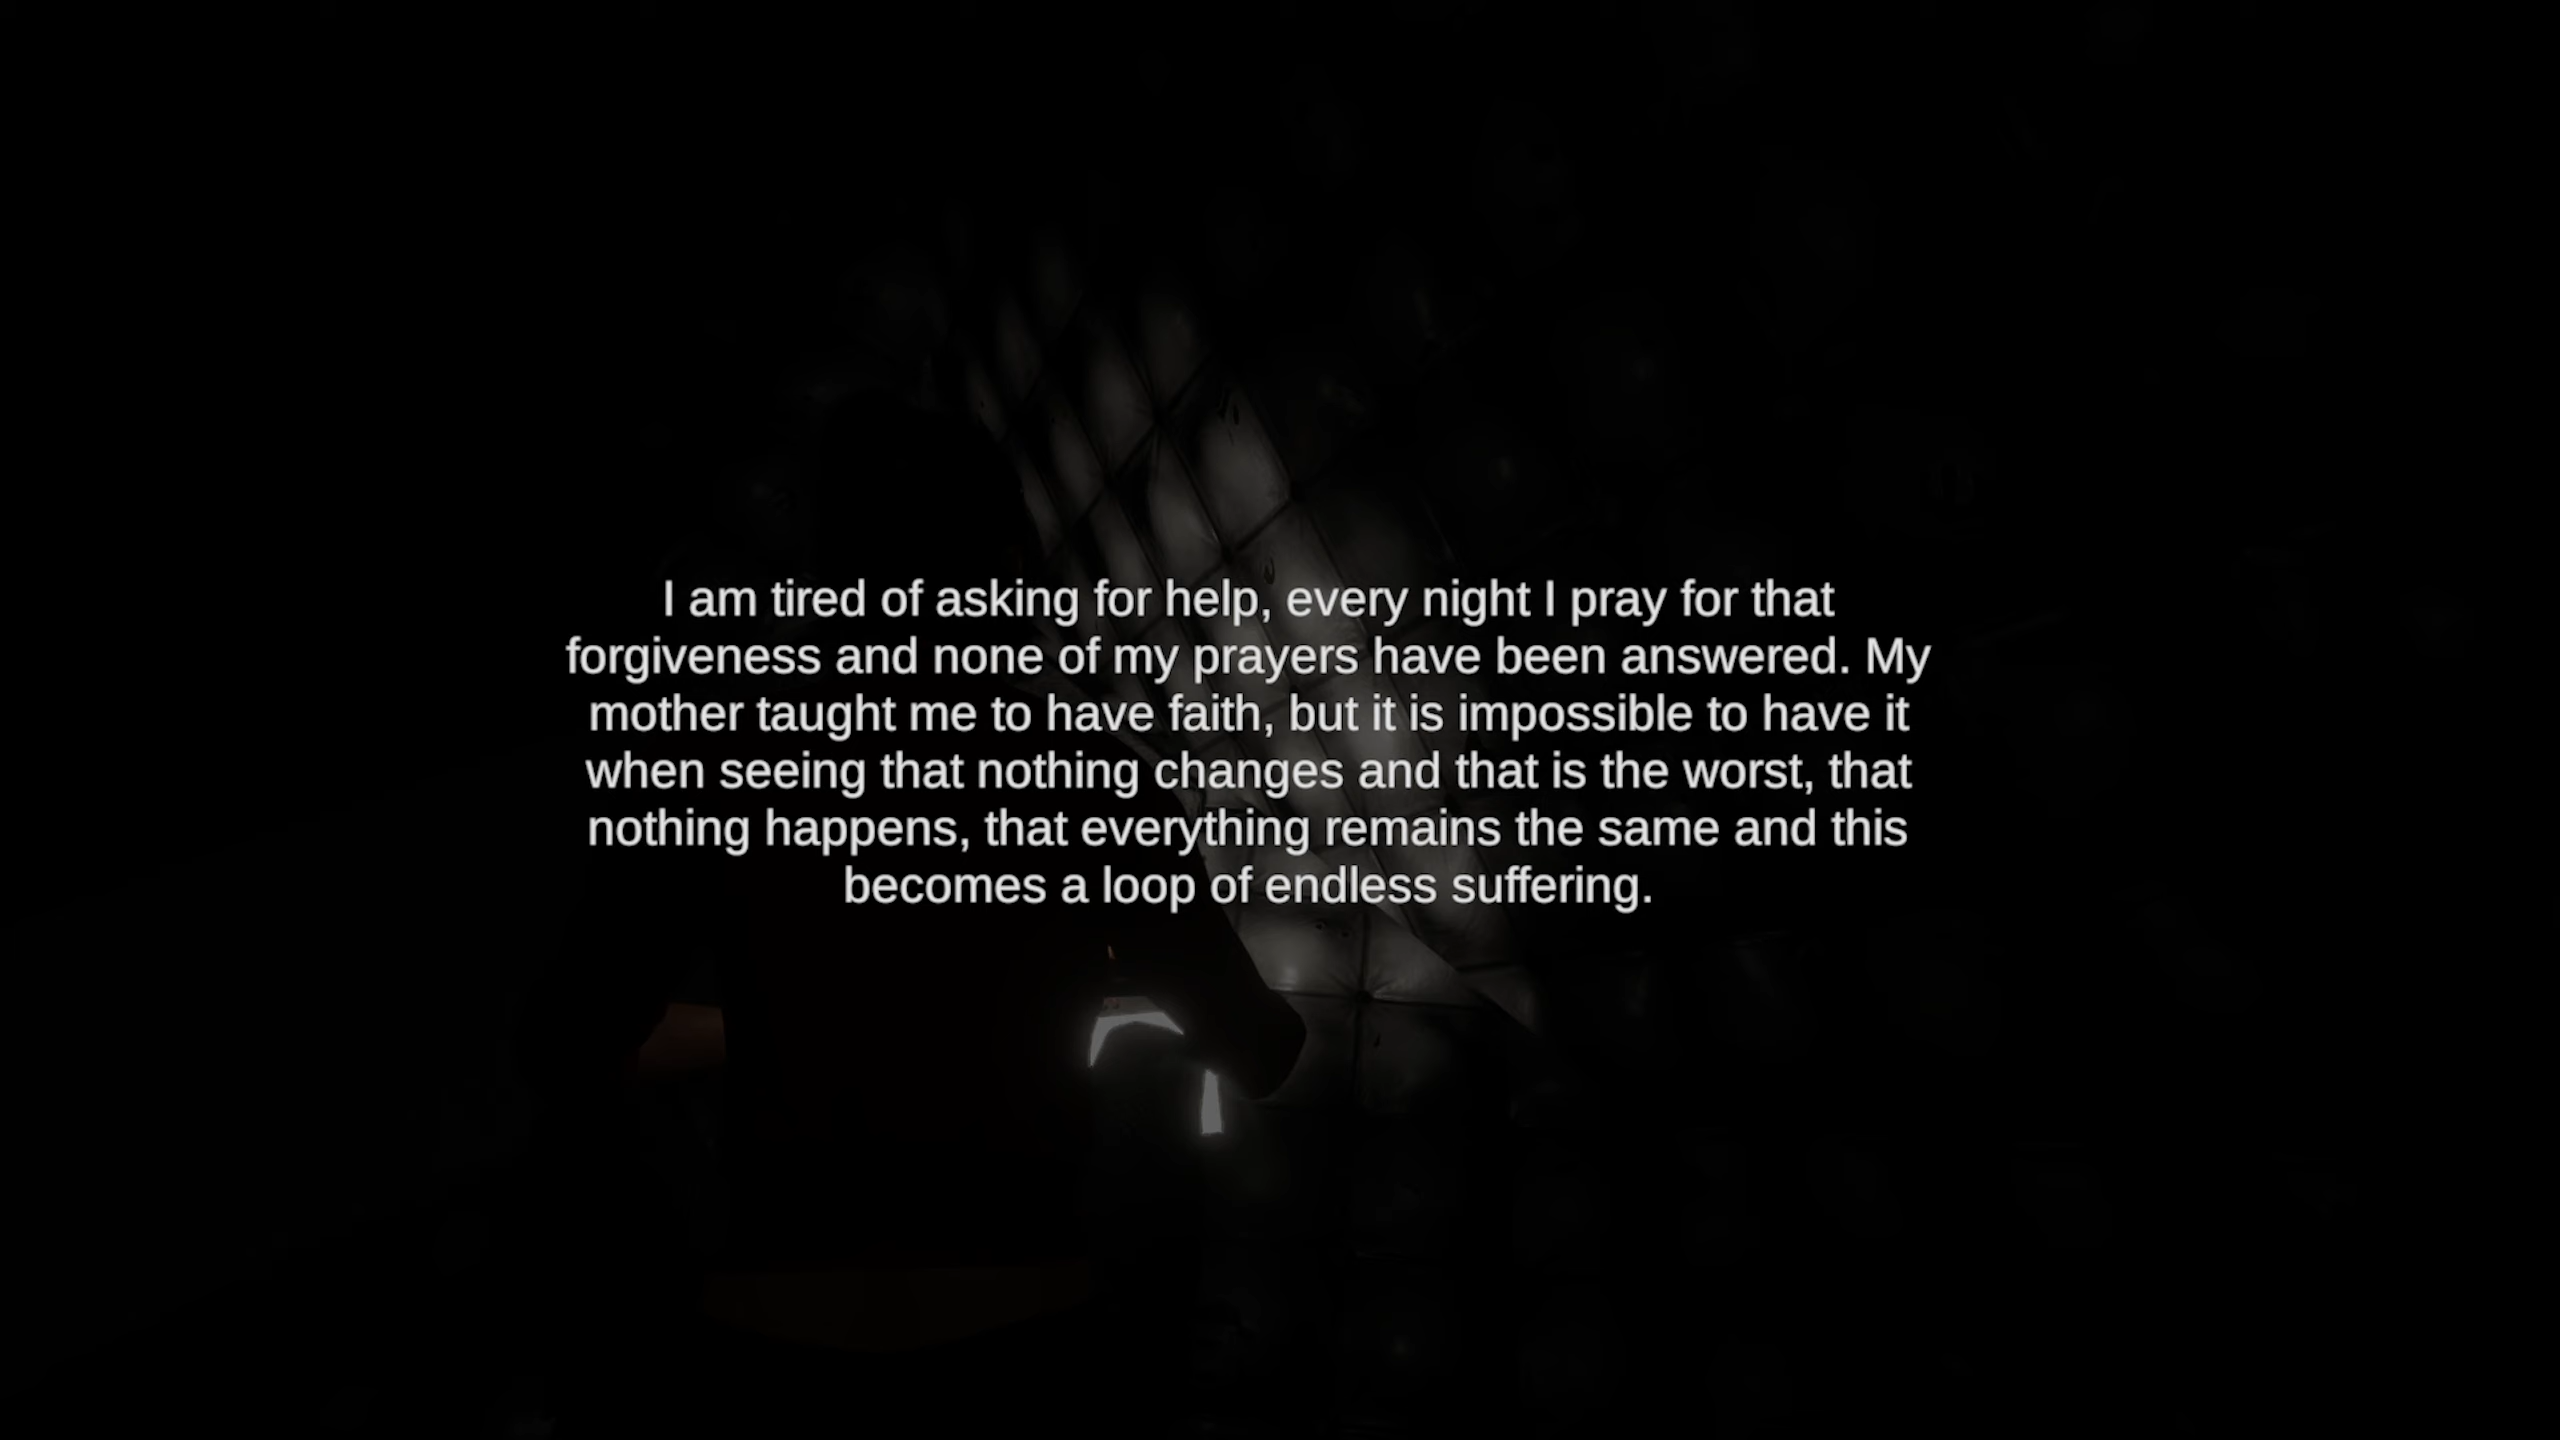 I am tired of asking for help, every night I pray for that
forgiveness and none of my prayers have been answered. My
mother taught me to have faith, but it is impossible to have it
when seeing that nothing changes and that is the worst, that
nothing happens, that everything remains the same and this
becomes a loop of endless suffering.